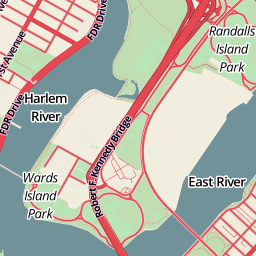 FDR Drive
Randalls
Island
Park
1st Avenue
FDR Drive
Harlem
River
Robert F. Kennedy Bridge
Wards
Island
Park
East River